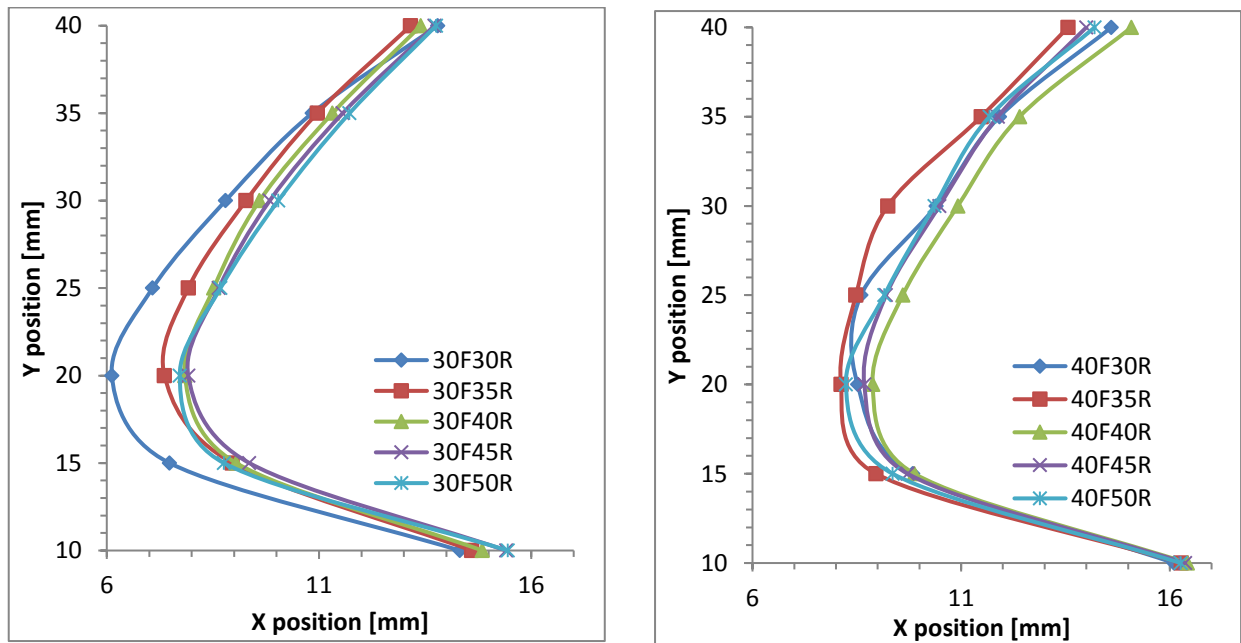 40
35
30
25
20
15
10
6
11
16
Y position [mm]
X position [mm]
30F30R
30F35R
30F40R
30F45R
30F50R
40
35
30
25
20
15
10
6
11
16
Y position [mm]
X position [mm]
40F30R
40F35R
40F40R
40F45R
40F50R